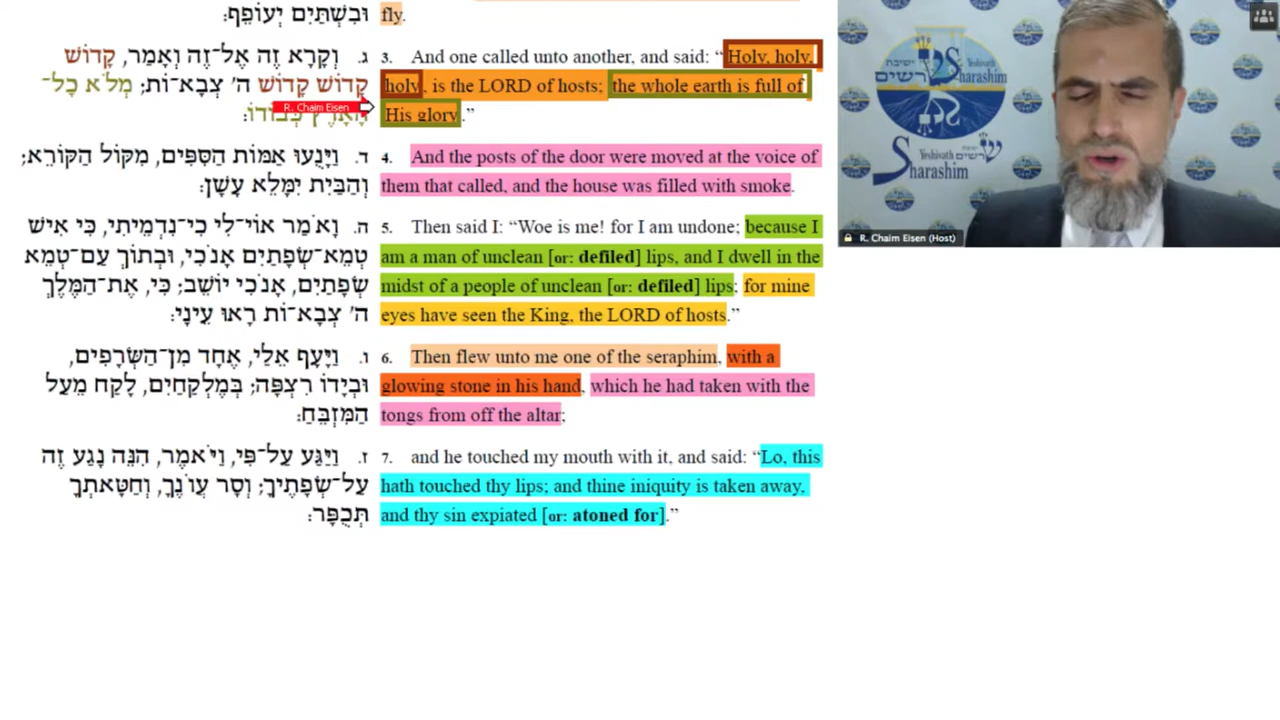 וּבִשְׁתַּיִם יְעוֹפֵף׃
fly.
ג. וְקָרָא זֶה אֶל־זֶה וְאָמַר, קָדוֹשׁ
קָדוֹשׁ קָדוֹשׁ ה' צְבָא־וֹת; מְלֹא כָל־
כְּבוֹדוֹ׃
R. Chaim Eisen
3. And one called unto another, and said: “Holy, holy,
holy, is the LORD of hosts; the whole earth is full of
His glory.”
ד. וַיָּנֻעוּ אַמּוֹת הַסִּפִּים, מִקּוֹל הַקּוֹרֵא;
וְהַבַּיִת יִמָּלֵא עָשָׁן׃
4. And the posts of the door were moved at the voice of
them that called, and the house was filled with smoke.
ה. וָאֹמַר אוֹי־לִי כִי־נִדְמֵיתִי, כִּי אִישׁ
טְמֵא־שְׂפָתַיִם אָנֹכִי, וּבְתוֹךְ עַם־טְמֵא
שְׂפָתַיִם, אָנֹכִי יוֹשֵׁב; כִּי, אֶת־הַמֶּלֶךְ
ה' צְבָא־וֹת רָאוּ עֵינָי׃
5. Then said I: “Woe is me! for I am undone; because I
am a man of unclean [or: defiled] lips, and I dwell in the
midst of a people of unclean [or: defiled] lips; for mine
eyes have seen the King, the LORD of hosts.”
ו. וַיָּעָף אֵלַי, אֶחָד מִן־הַשְּׂרָפִים,
וּבְיָדוֹ רִצְפָּה; בְּמֶלְקַחַיִם, לָקַח מֵעַל
הַמִּזְבֵּחַ׃
6. Then flew unto me one of the seraphim, with a
glowing stone in his hand, which he had taken with the
tongs from off the altar;
ז. וַיַּגַּע עַל־פִּי, וַיֹּאמֶר, הִנֵּה נָגַע זֶה
עַל־שְׂפָתֶיךָ; וְסָר עֲוֹנֶךָ, וְחַטָּאתְךָ
תְּכֻפָּר׃
7. and he touched my mouth with it, and said: “Lo, this
hath touched thy lips; and thine iniquity is taken away,
and thy sin expiated [or: atoned for].”
ישיבת
שרשים
Yeshivath
Sharashim
Yeshivath ישיבת שרשים
Sharashim
R. Chaim Eisen (Host)